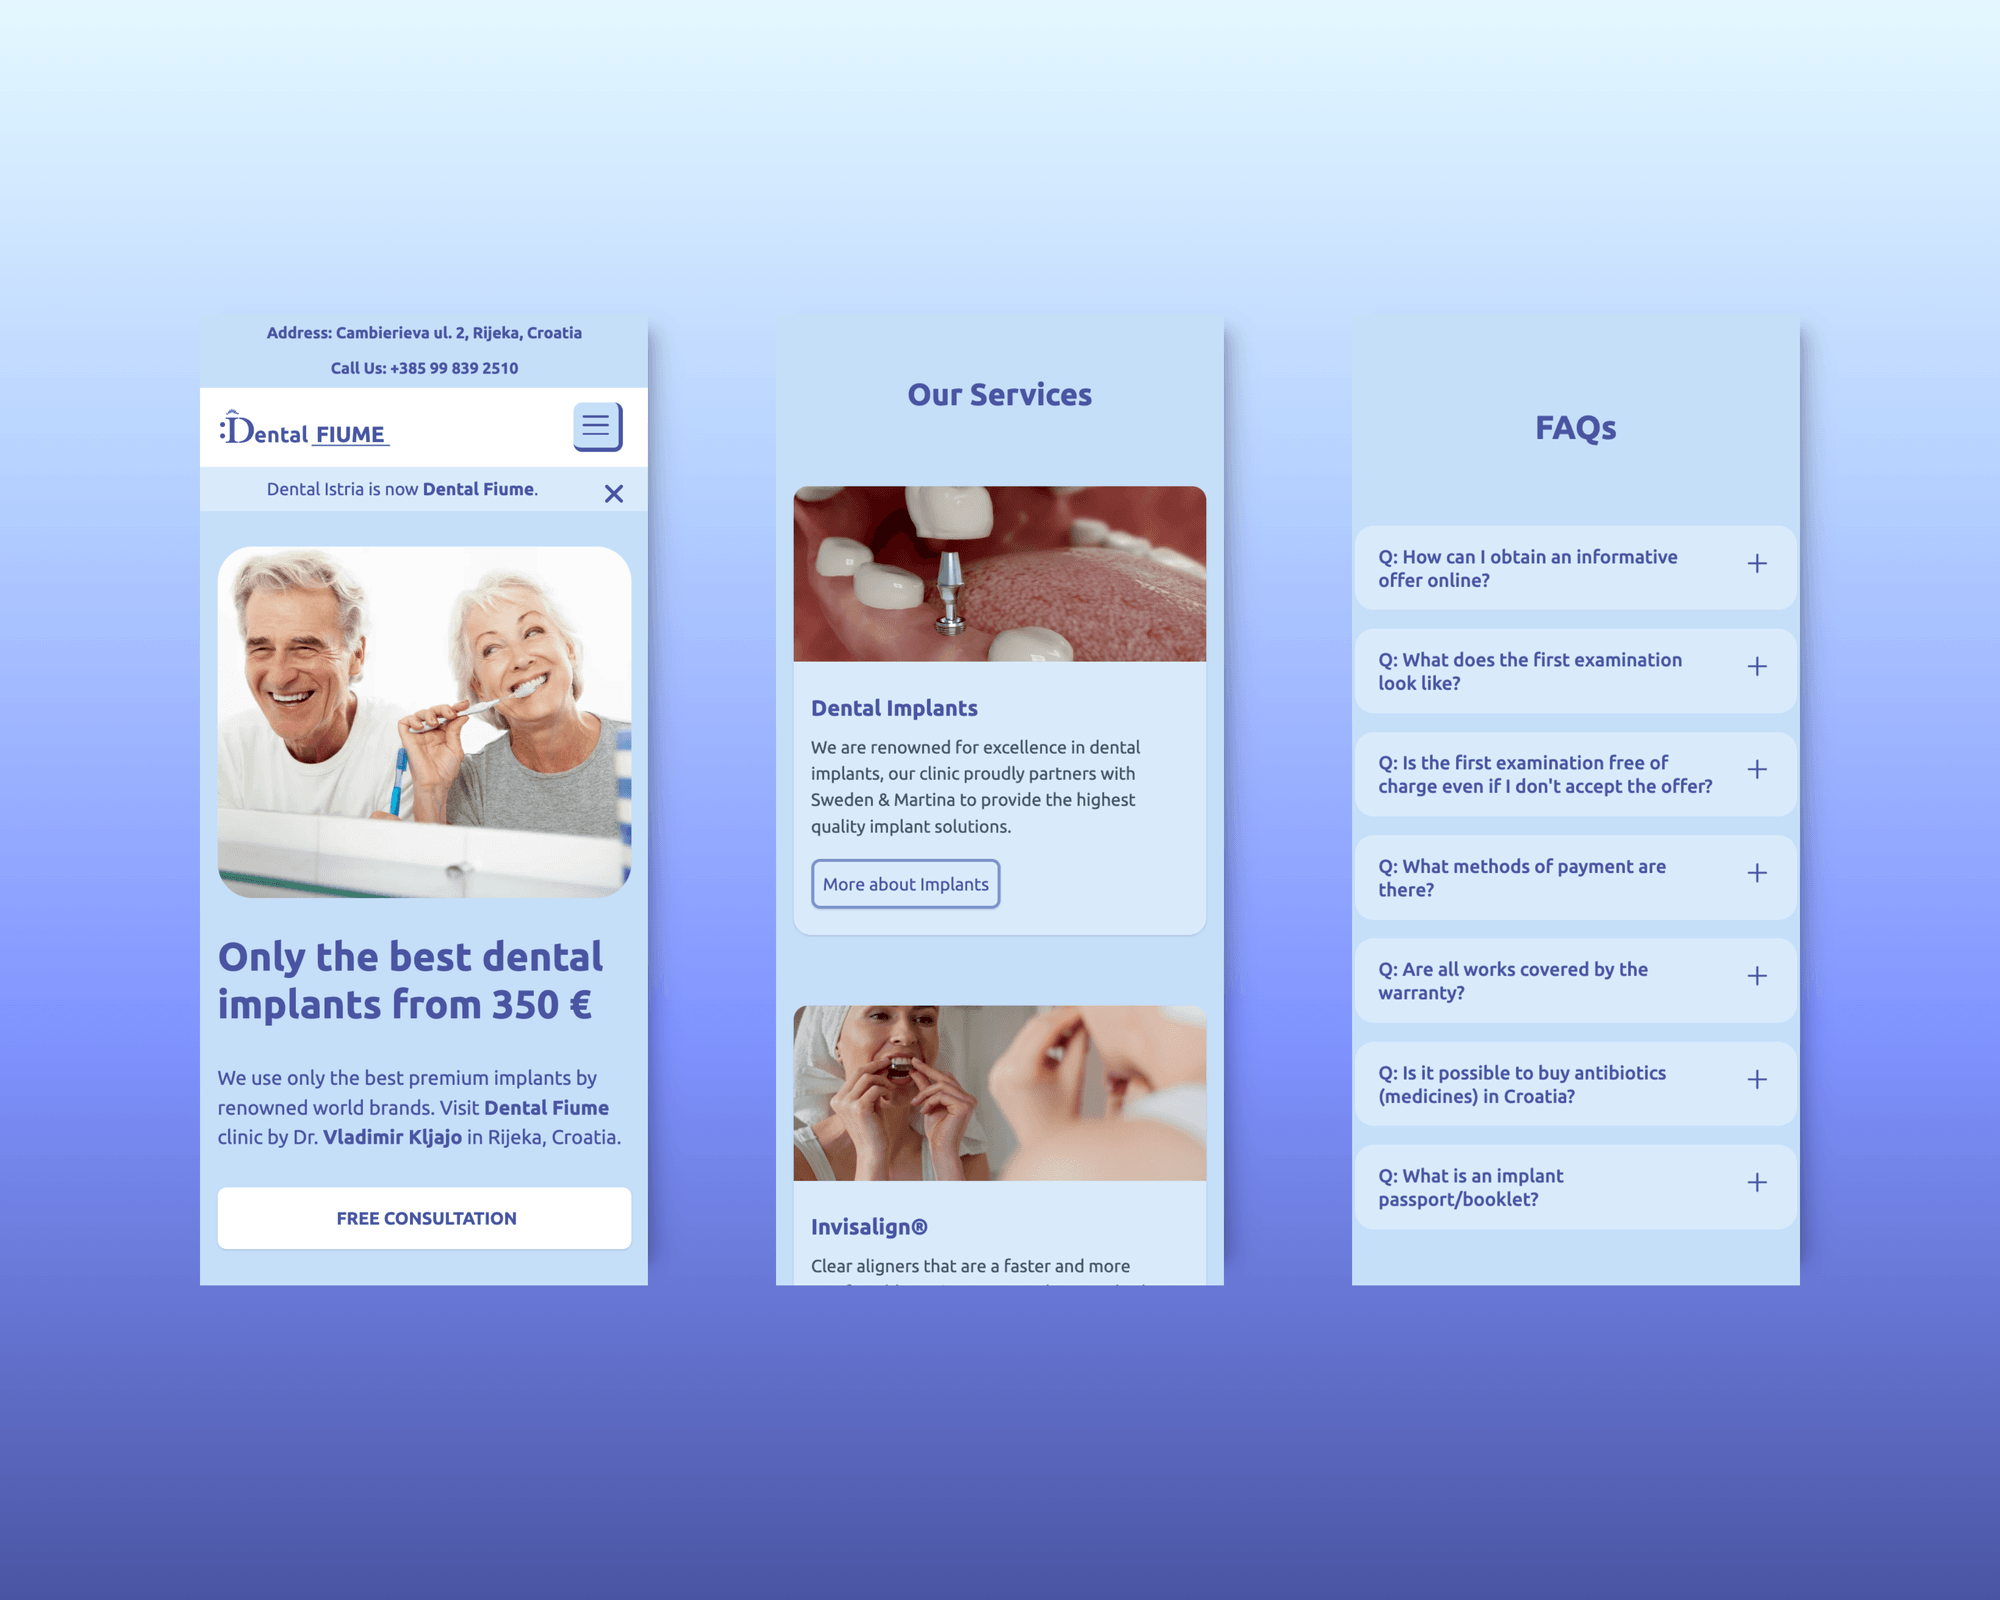 Address: Cambierieva ul. 2, Rijeka, Croatia
Call Us: +385 99 839 2510
:Dental FIUME
Dental Istria is now Dental Fiume.
Only the best dental
implants from 350 €
We use only the best premium implants by
renowned world brands. Visit Dental Fiume
clinic by Dr. Vladimir Kljajo in Rijeka, Croatia.
FREE CONSULTATION
Our Services
Dental Implants
We are renowned for excellence in dental
implants, our clinic proudly partners with
Sweden & Martina to provide the highest
quality implant solutions.
More about Implants
Invisalign®
Clear aligners that are a faster and more
FAQs
Q: How can I obtain an informative
offer online?
Q: What does the first examination
look like?
Q: Is the first examination free of
charge even if I don't accept the offer?
Q: What methods of payment are
there?
Q: Are all works covered by the
warranty?
Q: Is it possible to buy antibiotics
(medicines) in Croatia?
Q: What is an implant
passport/booklet?